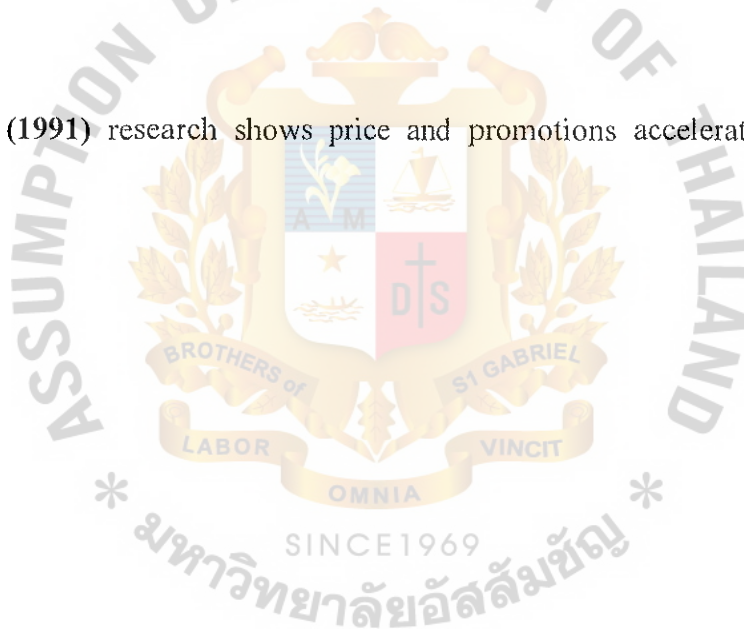 (1991) research shows price and promotions accelerat
ASSUMPTION
OF THAILAND
A M
D S
BROTHERS of
S1 GABRIEL
LABOR
VINCIT
OMNIA
SINCE1969
มหาวิทยาลัยอัสสัมชัญ